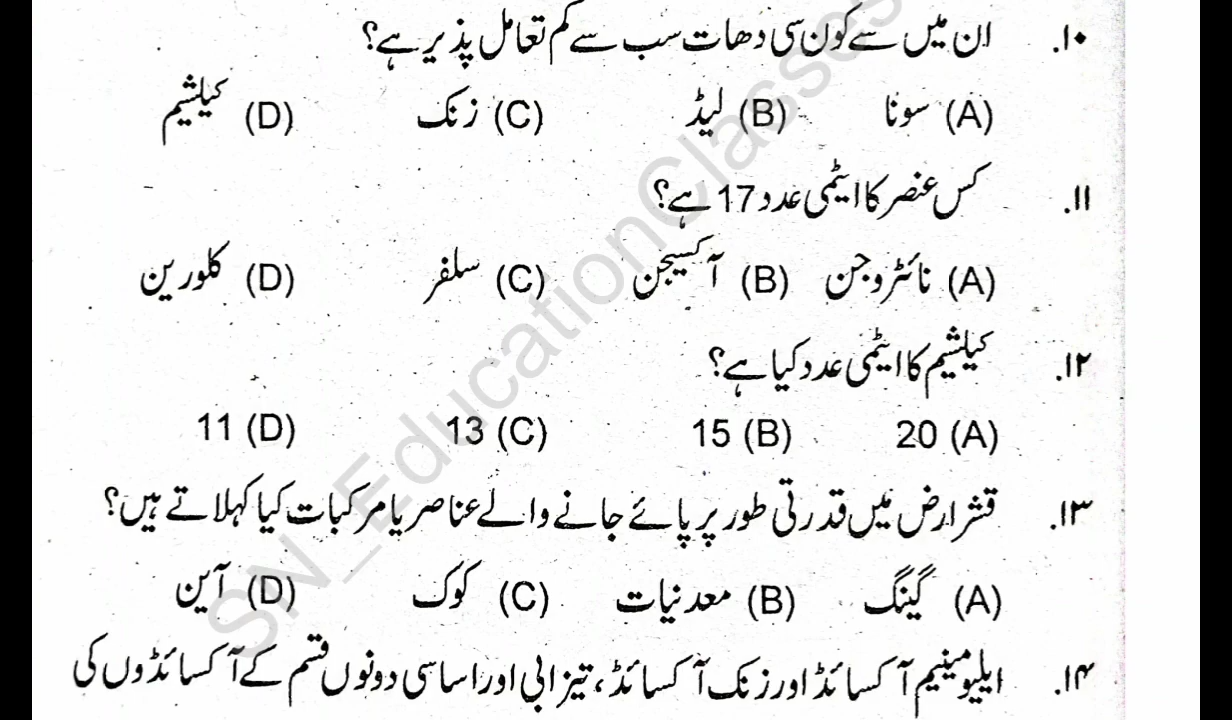 ۱۰. ان میں سے کون سی دھات سب سے کم تعامل پذیر ہے؟
(A) سونا (B) لیڈ (C) زنک (D) کیلشیم
۱۱. کس عنصر کا ایٹمی عدد 17 ہے؟
(A) نائٹروجن (B) آکسیجن (C) سلفر (D) کلورین
۱۲. کیلشیم کا ایٹمی عدد کیا ہے؟
20 (A) 15 (B) 13 (C) 11 (D)
۱۳. قشر ارض میں قدرتی طور پر پائے جانے والے عناصر یا مرکبات کیا کہلاتے ہیں؟
(A) گینگ (B) معدنیات (C) کوک (D) آین
۱۴. ایلیومینیم آکسائڈ اور زنک آکسائڈ، تیزابی اور اساسی دونوں قسم کے آکسائڈوں کی
SN_EducationClasses